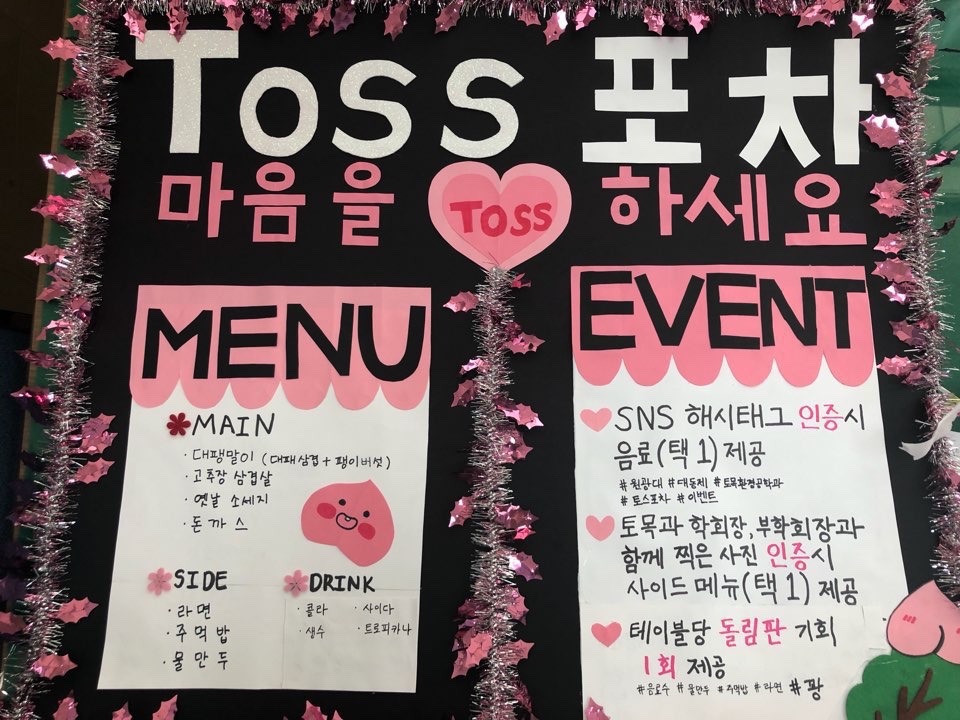 TOSS 포차
마음을 TOSS 하세요
MENU
MAIN
· 대팽말이 (대패삼겹+팽이버섯)
· 고추장 삼겹살
· 옛날 소세지
· 돈까스
SIDE
· 라면
· 주먹밥
· 물만두
DRINK
· 콜라 · 사이다
· 생수 · 트로피카나
EVENT
SNS 해시태그 인증시
음료(택1) 제공
#원광대 #대동제 #토목환경공학과
#토스포차 #이벤트
토목과 학회장, 부학회장과
함께 찍은 사진 인증시
사이드 메뉴(택1) 제공
테이블당 돌림판 기회
1회 제공
#음료수 #물만두 #주먹밥 #라면 #꽝